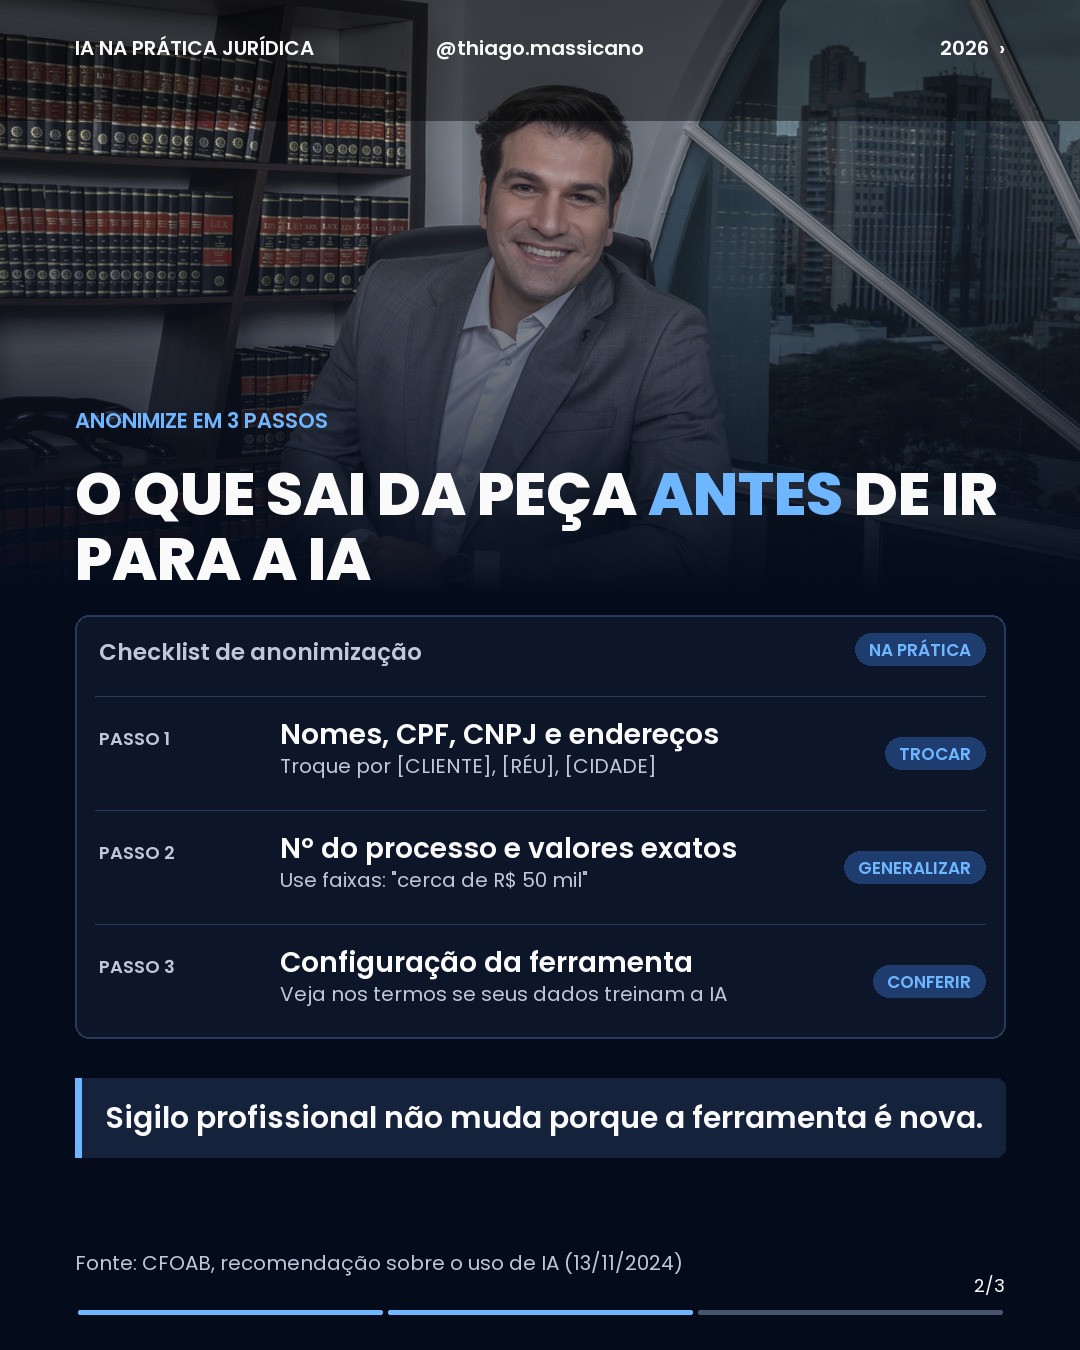 IA NA PRÁTICA JURÍDICA
@thiago.massicano
2026 ›
ANONIMIZE EM 3 PASSOS
O QUE SAI DA PEÇA ANTES DE IR
PARA A IA
Checklist de anonimização
NA PRÁTICA
PASSO 1
Nomes, CPF, CNPJ e endereços
Troque por [CLIENTE], [RÉU], [CIDADE]
TROCAR
PASSO 2
Nº do processo e valores exatos
Use faixas: "cerca de R$ 50 mil"
GENERALIZAR
PASSO 3
Configuração da ferramenta
Veja nos termos se seus dados treinam a IA
CONFERIR
Sigilo profissional não muda porque a ferramenta é nova.
Fonte: CFOAB, recomendação sobre o uso de IA (13/11/2024)
2/3